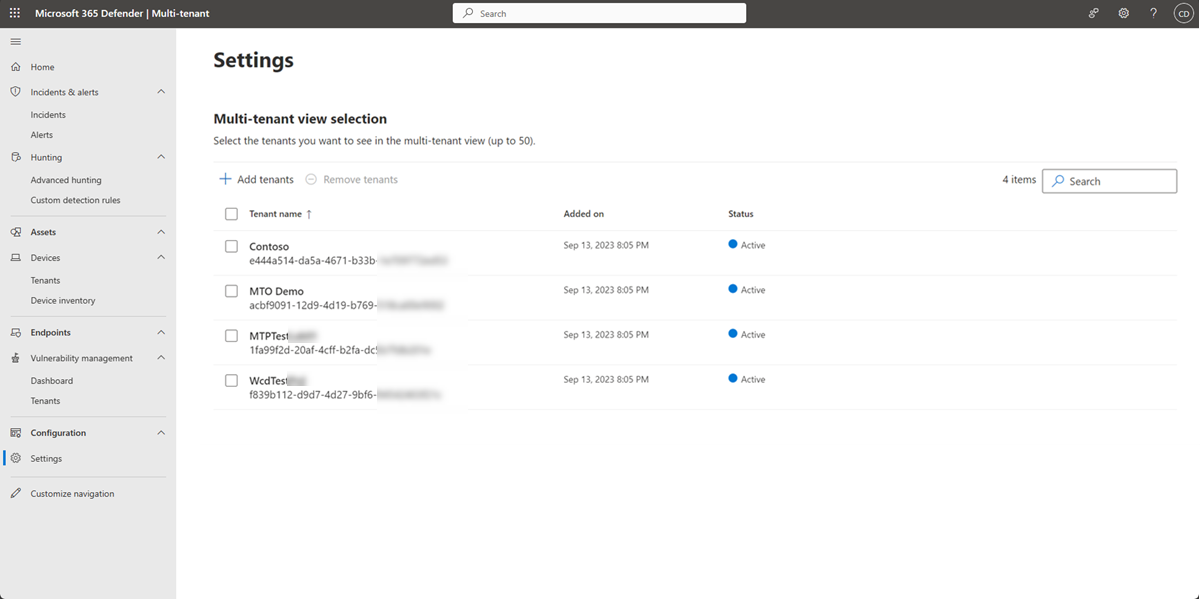 Microsoft 365 Defender | Multi-tenant
Search
CD
Home
Incidents & alerts
Incidents
Alerts
Hunting
Advanced hunting
Custom detection rules
Assets
Devices
Tenants
Device inventory
Endpoints
Vulnerability management
Dashboard
Tenants
Configuration
Settings
Customize navigation
Settings
Multi-tenant view selection
Select the tenants you want to see in the multi-tenant view (up to 50).
Add tenants
Remove tenants
4 items
Search
Tenant name ↑
Added on
Status
Contoso
e444a514-da5a-4671-b33b-
Sep 13, 2023 8:05 PM
Active
MTO Demo
acbf9091-12d9-4d19-b769-
Sep 13, 2023 8:05 PM
Active
MTPTest
1fa99f2d-20af-4cff-b2fa-dc
Sep 13, 2023 8:05 PM
Active
WcdTest
f839b112-d9d7-4d27-9bf6-
Sep 13, 2023 8:05 PM
Active